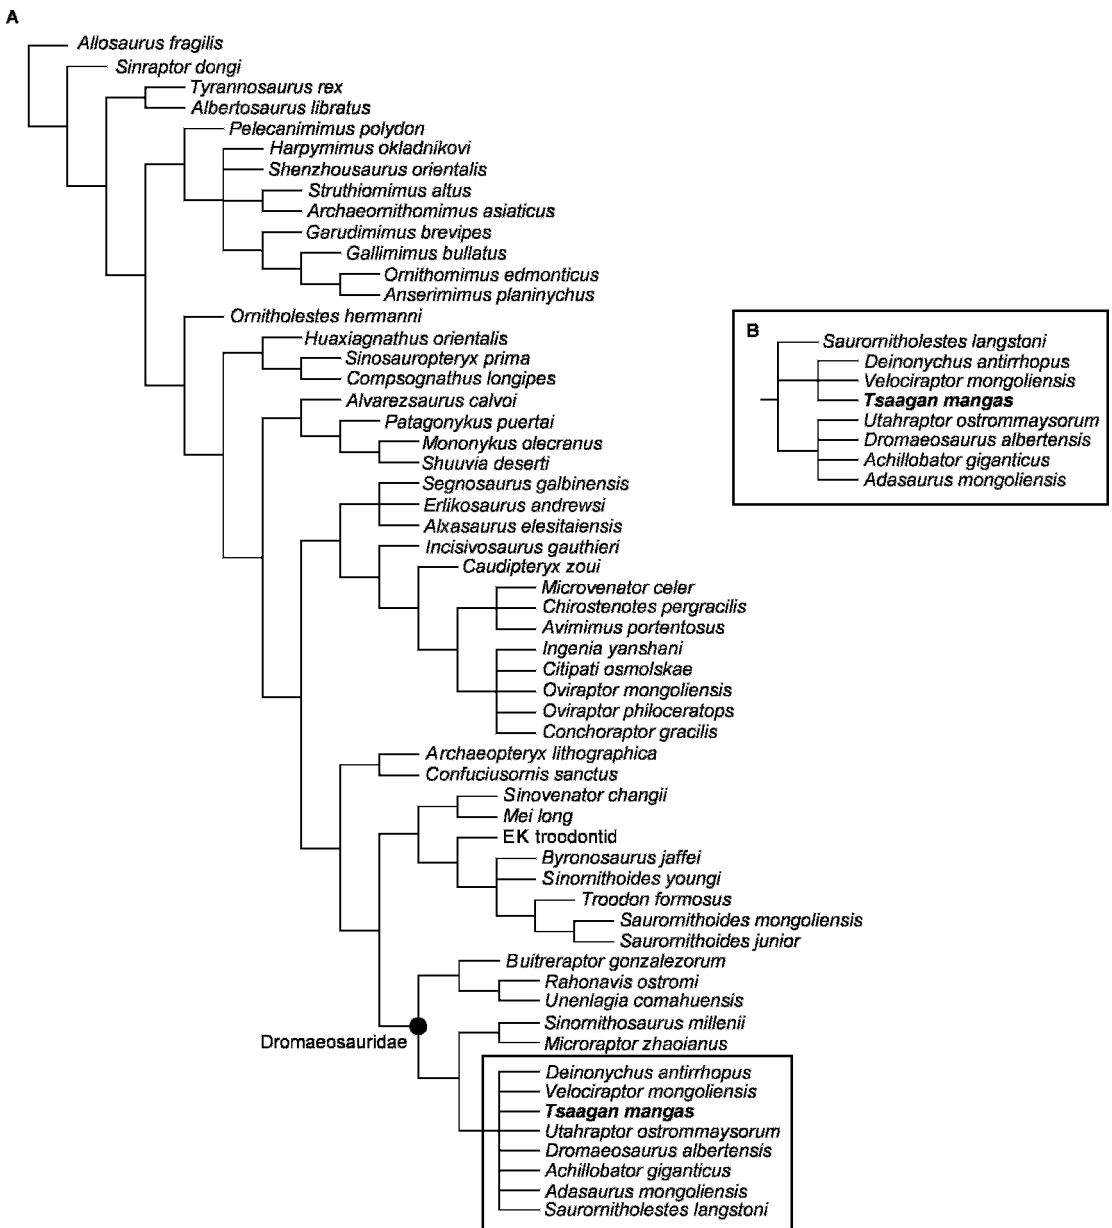 A
Allosaurus fragilis
Sinraptor dongi
Tyrannosaurus rex
Albertosaurus libratus
Pelecanimimus polydon
Harpymimus okladnikovi
Shenzhousaurus orientalis
Struthiomimus altus
Archaeornithomimus asiaticus
Garudimimus brevipes
Gallimimus bullatus
Ornithomimus edmonticus
Anserimimus planinychus
Ornitholestes hermanni
Huaxiagnathus orientalis
Sinosauropteryx prima
Compsognathus longipes
Alvarezsaurus calvoi
Patagonykus puertai
Mononykus olecranus
Shuuvia deserti
Segnosaurus galbinensis
Erlikosaurus andrewsi
Alxasaurus elesitaiensis
Incisivosaurus gauthieri
Caudipteryx zoui
Microvenator celer
Chirostenotes pergracilis
Avimimus portentosus
Ingenia yanshani
Citipati osmolskae
Oviraptor mongoliensis
Oviraptor philoceratops
Conchoraptor gracilis
Archaeopteryx lithographica
Confuciusornis sanctus
Sinovenator changii
Mei long
EK troodontid
Byronosaurus jaffei
Sinornithoides youngi
Troodon formosus
Saurornithoides mongoliensis
Saurornithoides junior
Buitreraptor gonzalezorum
Rahonavis ostromi
Unenlagia comahuensis
Sinornithosaurus millenii
Dromaeosauridae
Microraptor zhaoianus
Deinonychus antirrhopus
Velociraptor mongoliensis
Tsaagan mangas
Utahraptor ostrommaysorum
Dromaeosaurus albertensis
Achillobator giganticus
Adasaurus mongoliensis
Saurornitholestes langstoni
B
Saurornitholestes langstoni
Deinonychus antirrhopus
Velociraptor mongoliensis
Tsaagan mangas
Utahraptor ostrommaysorum
Dromaeosaurus albertensis
Achillobator giganticus
Adasaurus mongoliensis